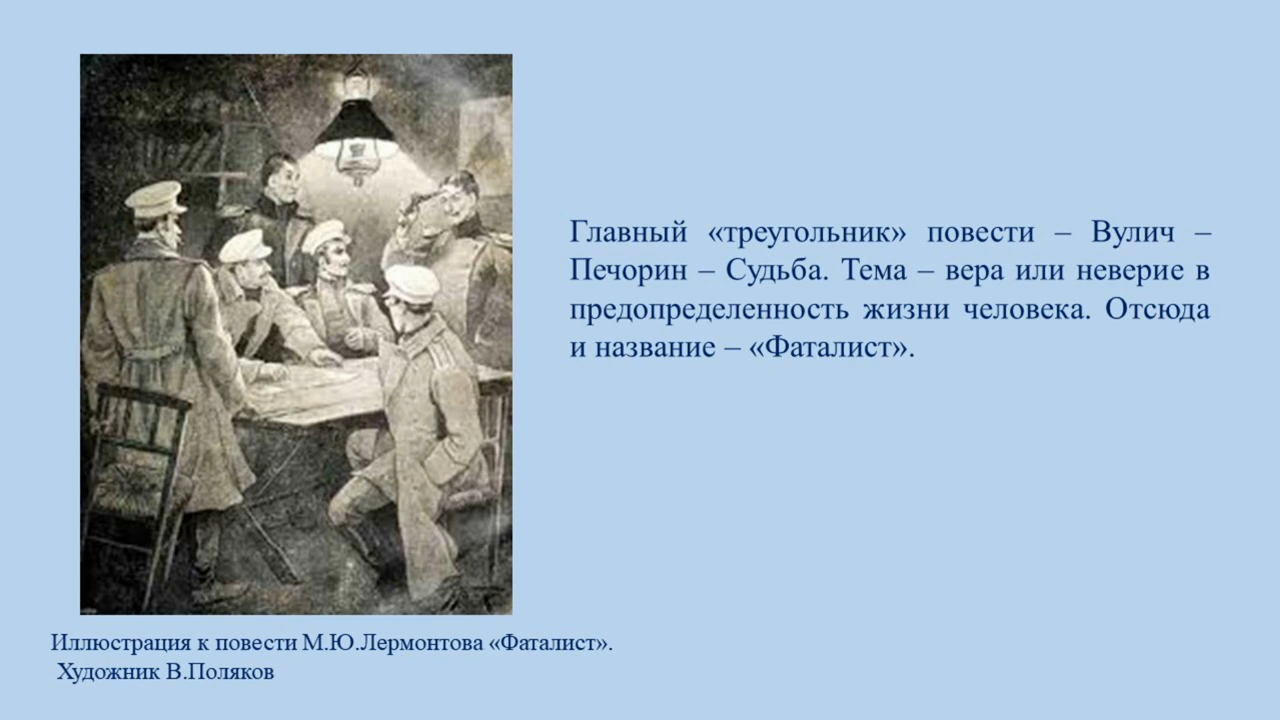 Главный «треугольник» повести – Вулич –
Печорин – Судьба. Тема – вера или неверие в
предопределенность жизни человека. Отсюда
и название – «Фаталист».
Иллюстрация к повести М.Ю.Лермонтова «Фаталист».
Художник В.Поляков